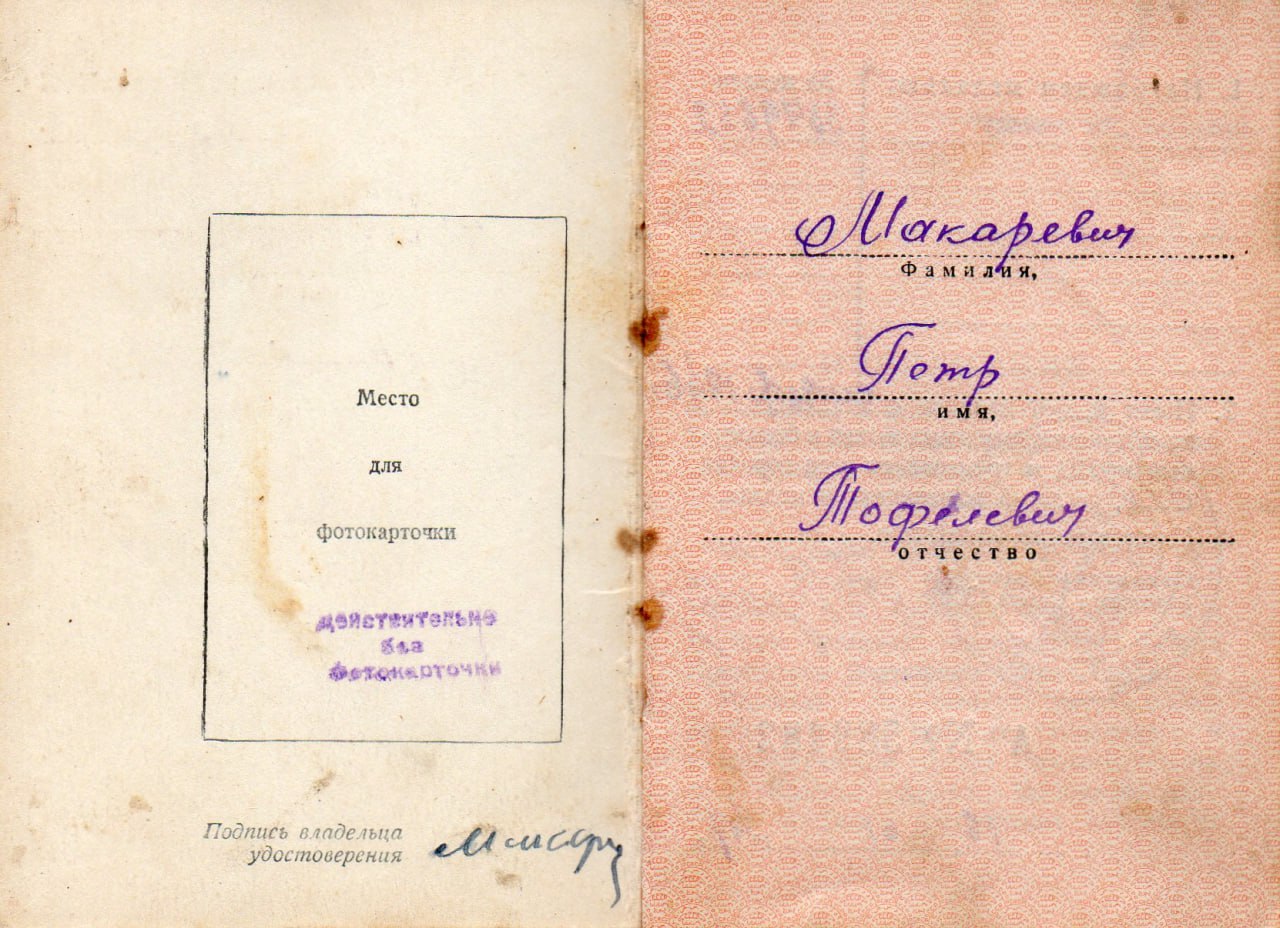 Место
для
фотокарточки
действительно
без
фотокарточки
Подпись владельца
удостоверения
Макаревич
Фамилия,
Петр
имя,
Тофелевич
отчество